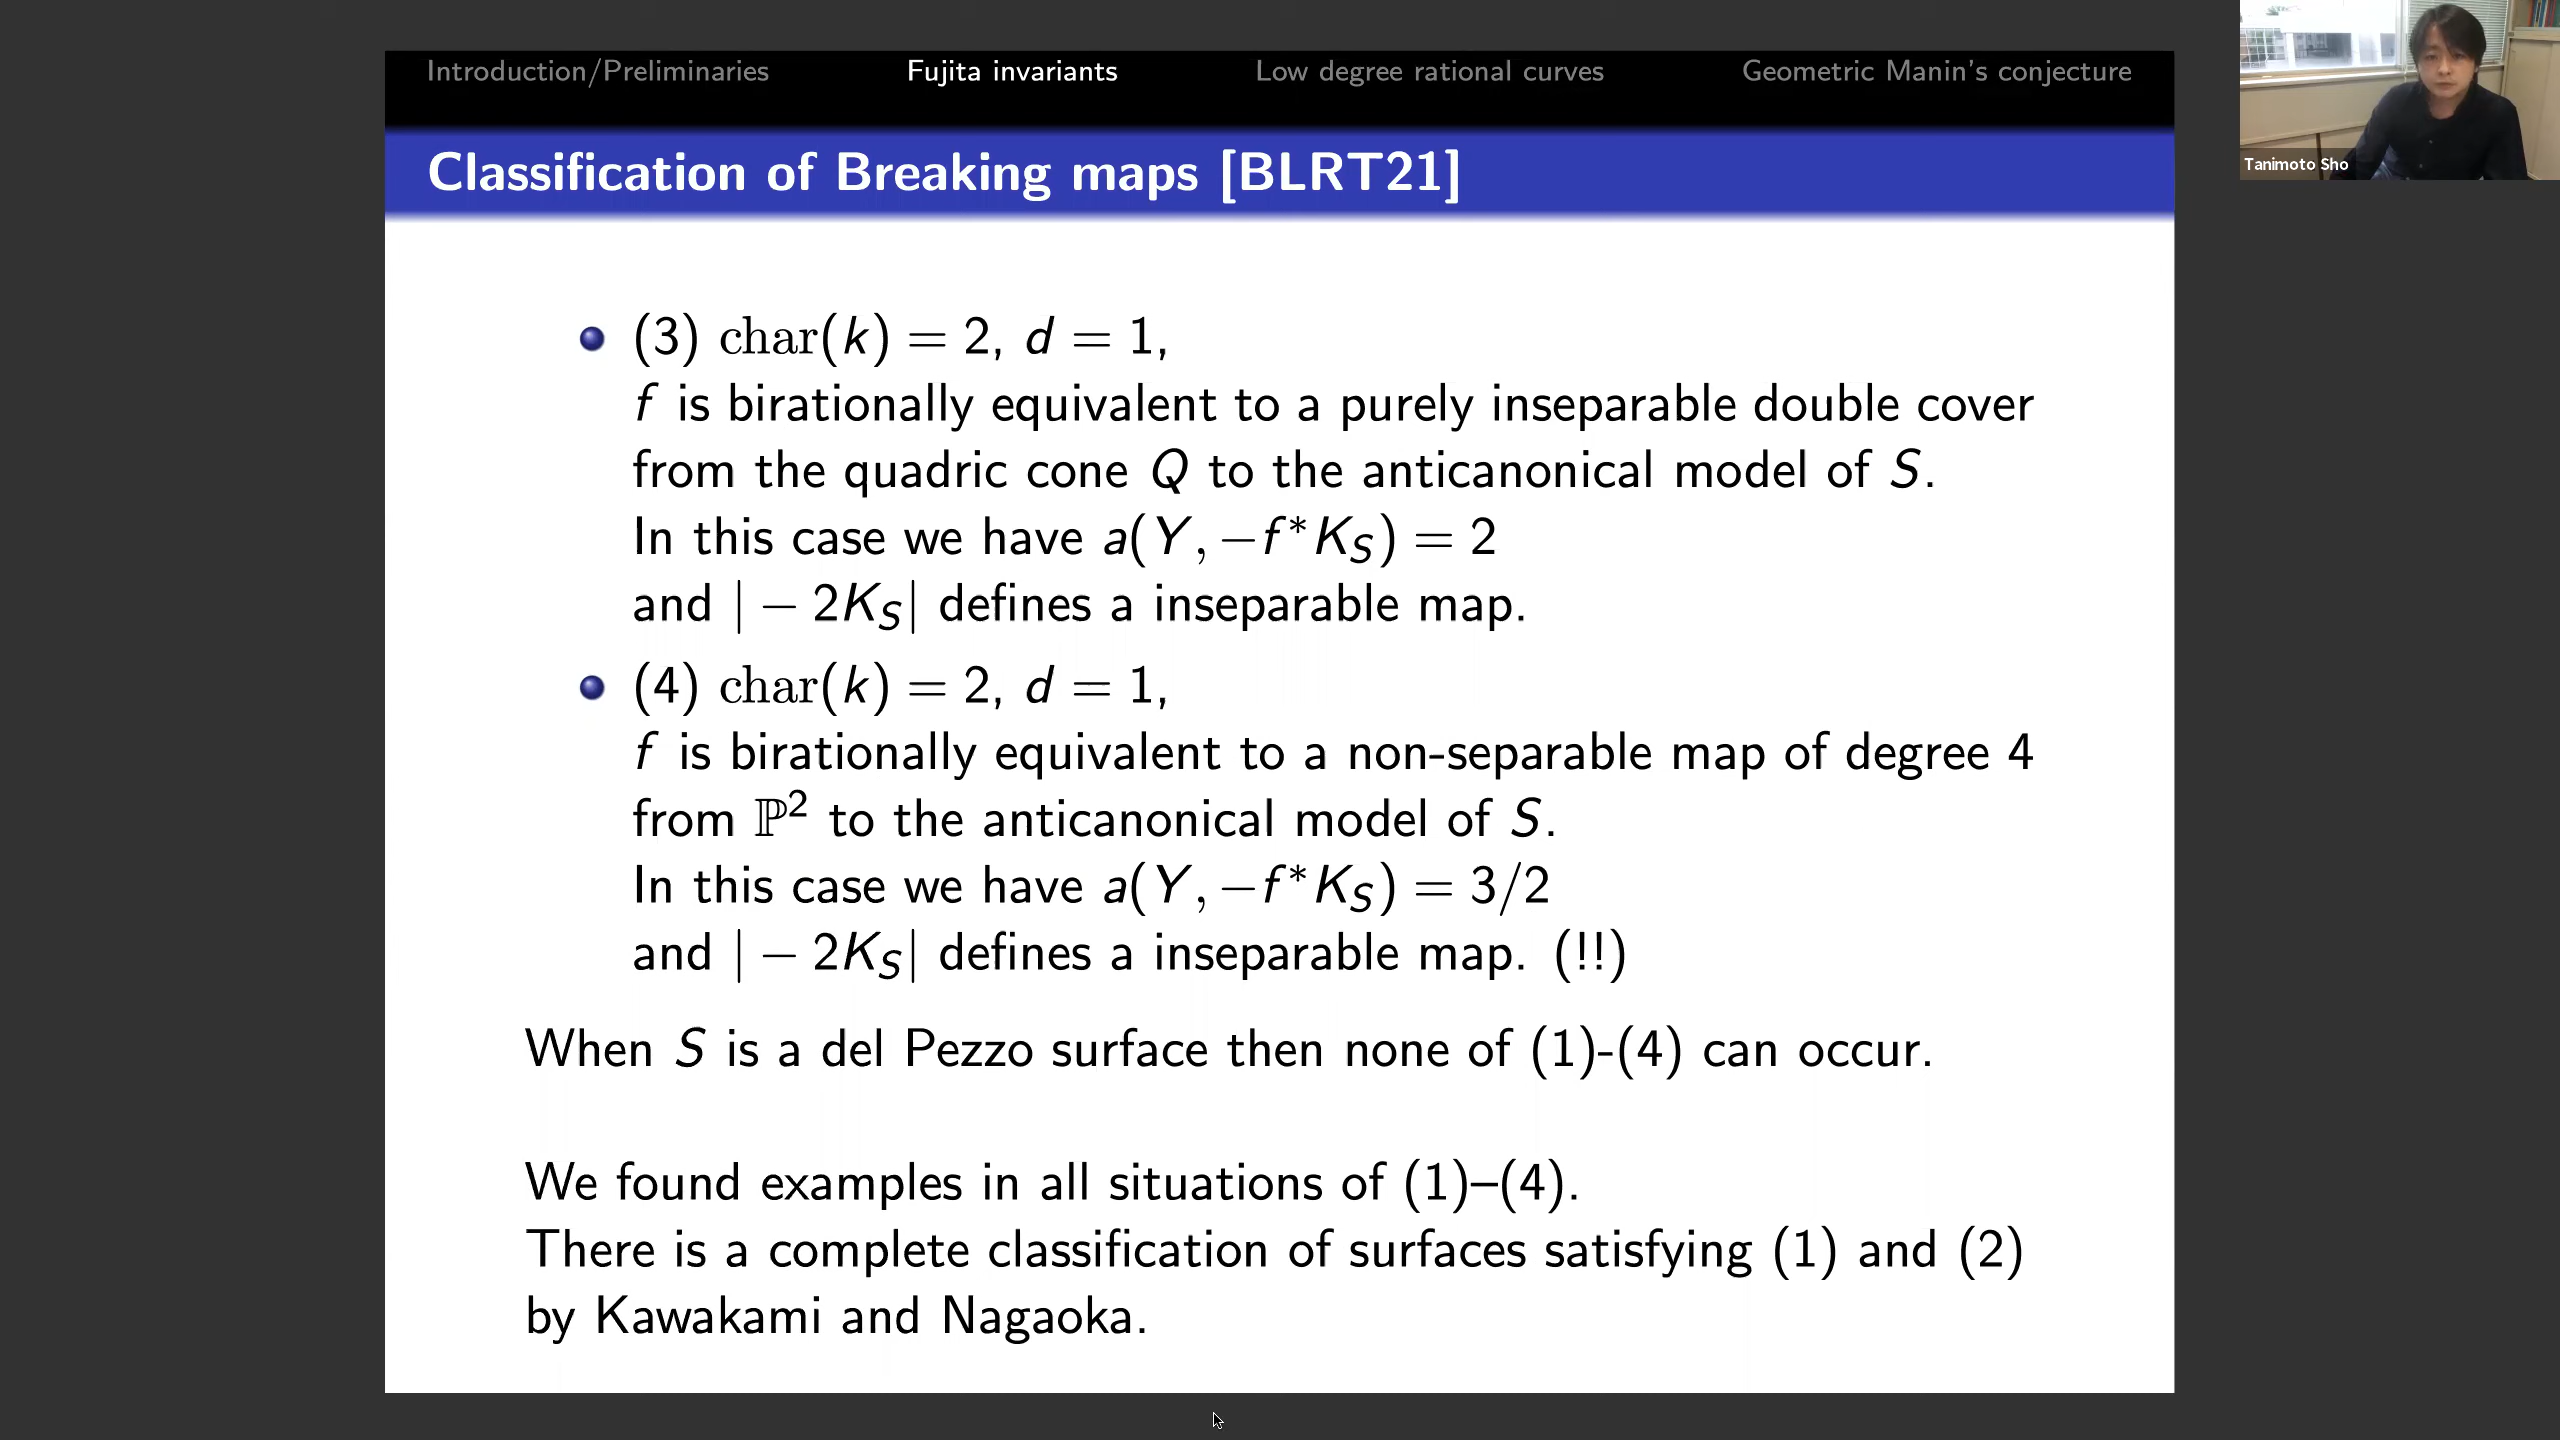 Introduction/Preliminaries Fujita invariants Low degree rational curves Geometric Manin's conjecture
Tanimoto Sho
Classification of Breaking maps [BLRT21]
(3) char(k) = 2, d = 1,
f is birationally equivalent to a purely inseparable double cover
from the quadric cone Q to the anticanonical model of S.
In this case we have a(Y, −f*K_S) = 2
and | − 2K_S| defines a inseparable map.
(4) char(k) = 2, d = 1,
f is birationally equivalent to a non-separable map of degree 4
from ℙ² to the anticanonical model of S.
In this case we have a(Y, −f*K_S) = 3/2
and | − 2K_S| defines a inseparable map. (!!)
When S is a del Pezzo surface then none of (1)-(4) can occur.
We found examples in all situations of (1)–(4).
There is a complete classification of surfaces satisfying (1) and (2)
by Kawakami and Nagaoka.